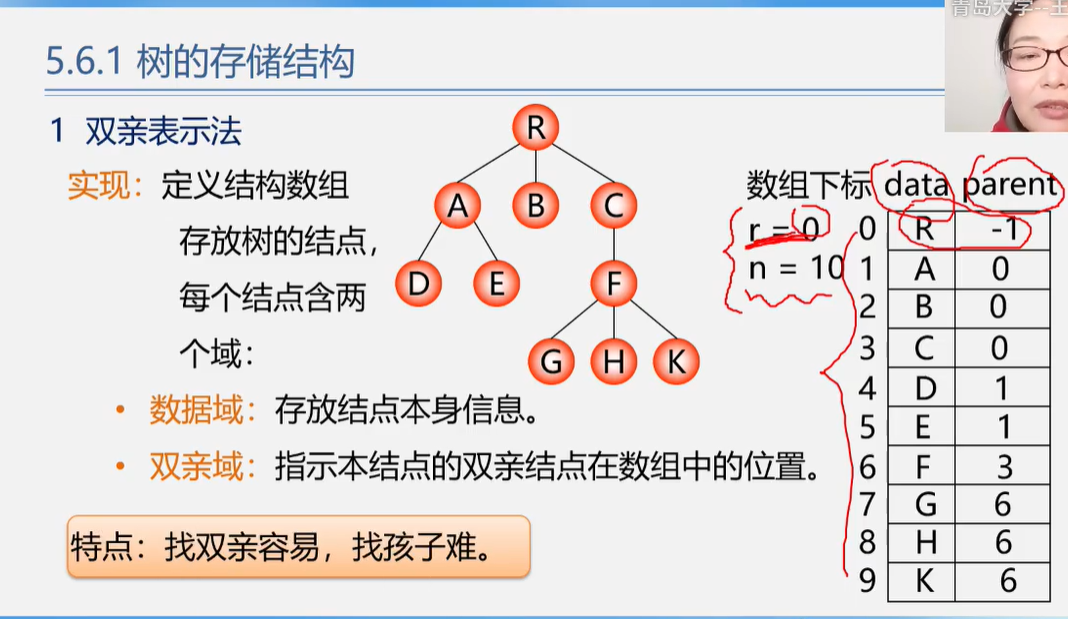 青岛大学--王
5.6.1 树的存储结构
1 双亲表示法
实现：定义结构数组
存放树的结点，
每个结点含两
个域：
• 数据域：存放结点本身信息。
• 双亲域：指示本结点的双亲结点在数组中的位置。
特点：找双亲容易，找孩子难。
R
A B C
D E F
G H K
数组下标 data parent
r = 0
n = 10
0 R -1
1 A 0
2 B 0
3 C 0
4 D 1
5 E 1
6 F 3
7 G 6
8 H 6
9 K 6